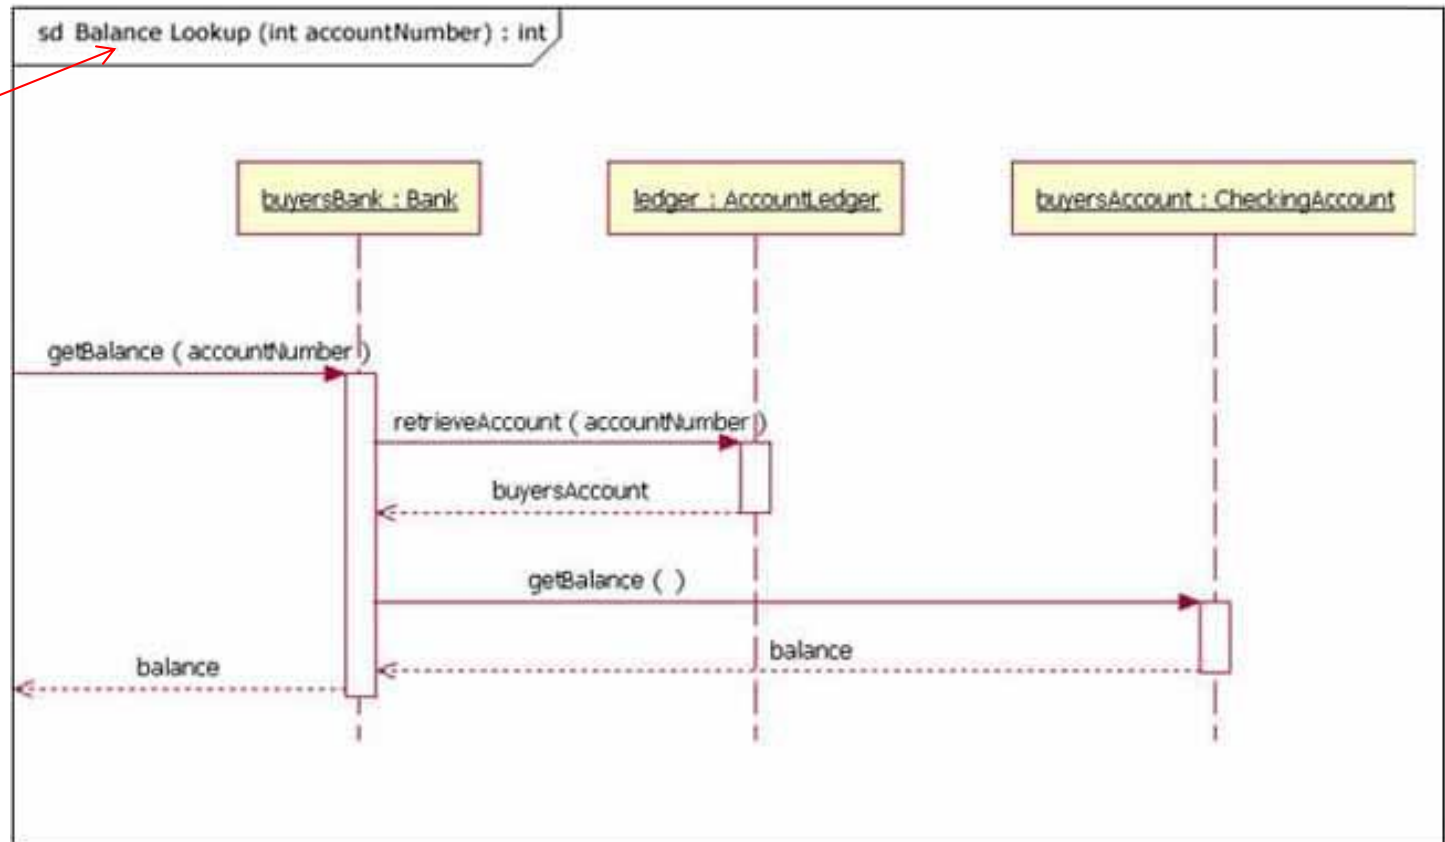 sd Balance Lookup (int accountNumber) : int
buyersBank : Bank
ledger : AccountLedger
buyersAccount : CheckingAccount
getBalance ( accountNumber )
retrieveAccount ( accountNumber )
buyersAccount
getBalance ( )
balance
balance